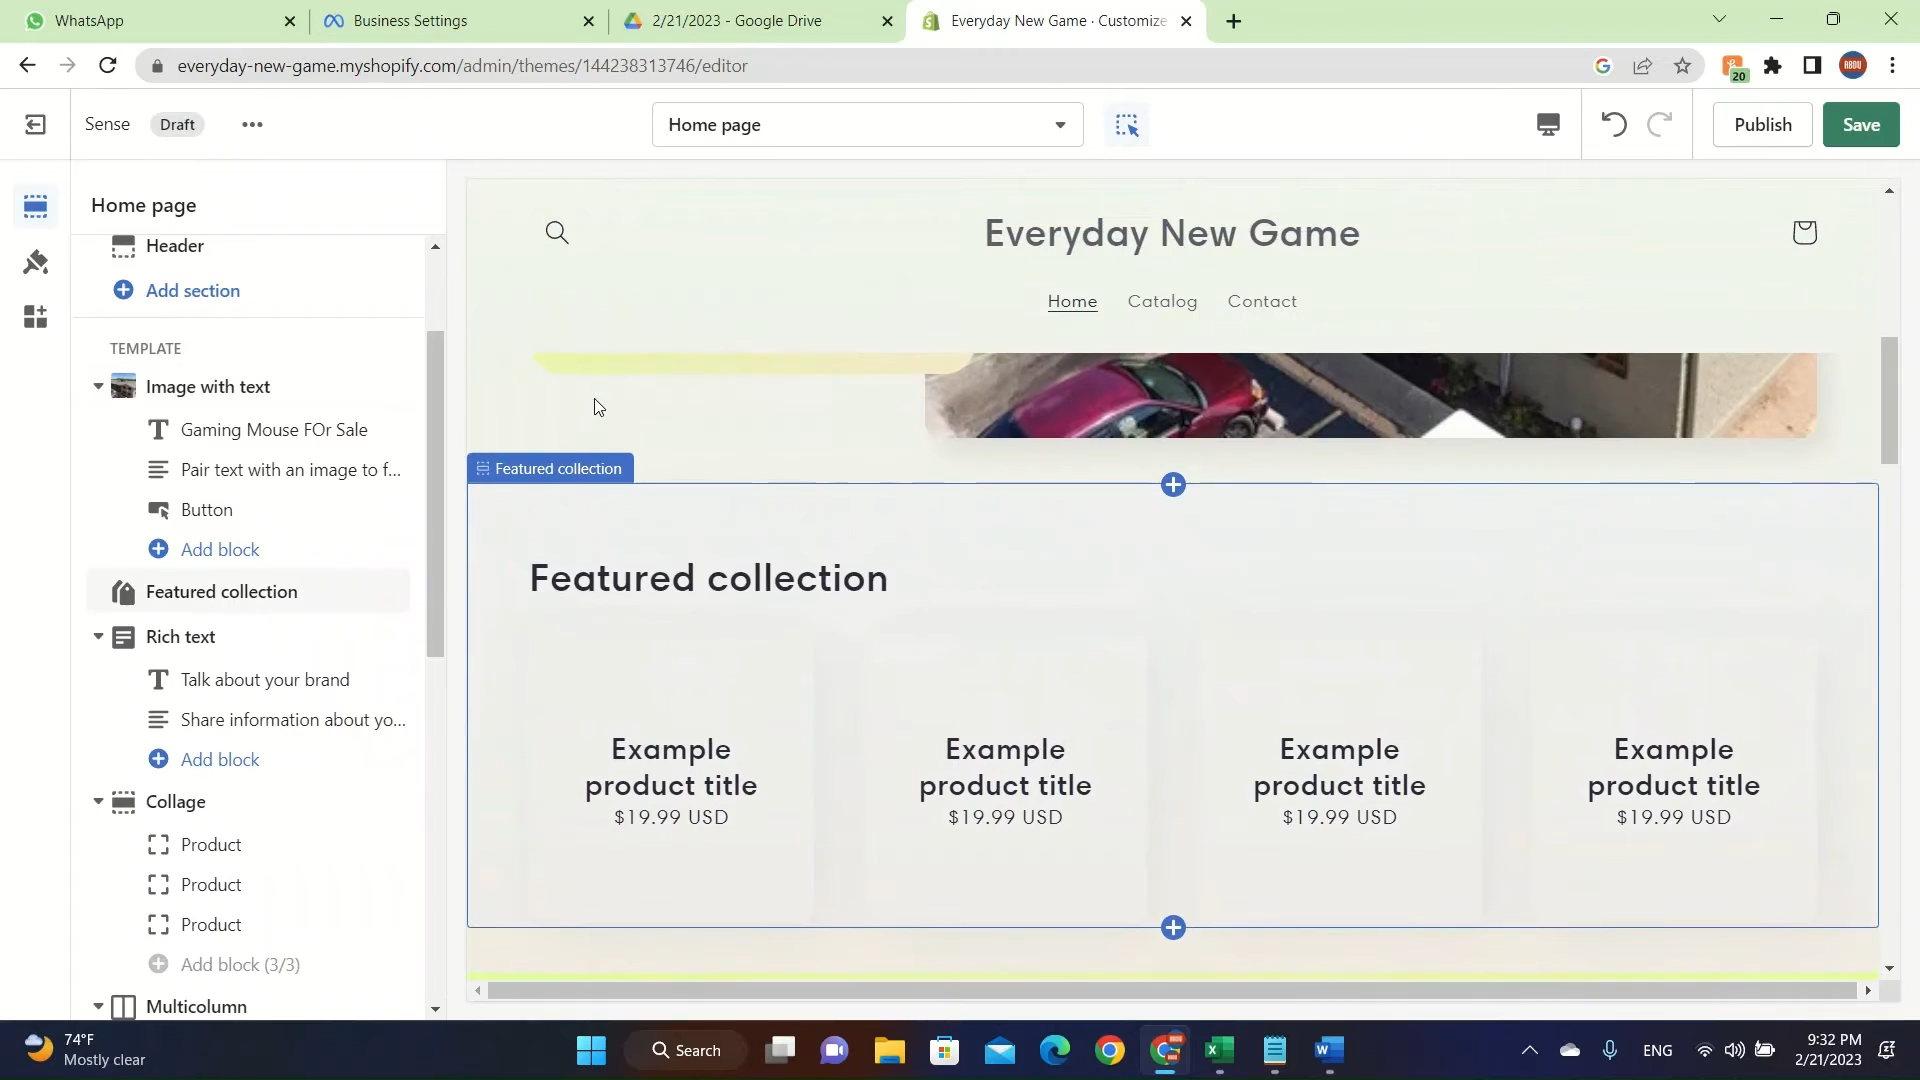 WhatsApp
Business Settings
2/21/2023 - Google Drive
Everyday New Game · Customize
everyday-new-game.myshopify.com/admin/themes/144238313746/editor
20
ABDU
Sense
Draft
Home page
Publish
Save
Home page
Header
Add section
TEMPLATE
Image with text
Gaming Mouse FOr Sale
Pair text with an image to f...
Button
Add block
Featured collection
Rich text
Talk about your brand
Share information about yo...
Add block
Collage
Product
Product
Product
Add block (3/3)
Multicolumn
Everyday New Game
Home Catalog Contact
Featured collection
Featured collection
Example
product title
$19.99 USD
Example
product title
$19.99 USD
Example
product title
$19.99 USD
Example
product title
$19.99 USD
74°F
Mostly clear
Search
ENG
9:32 PM
2/21/2023